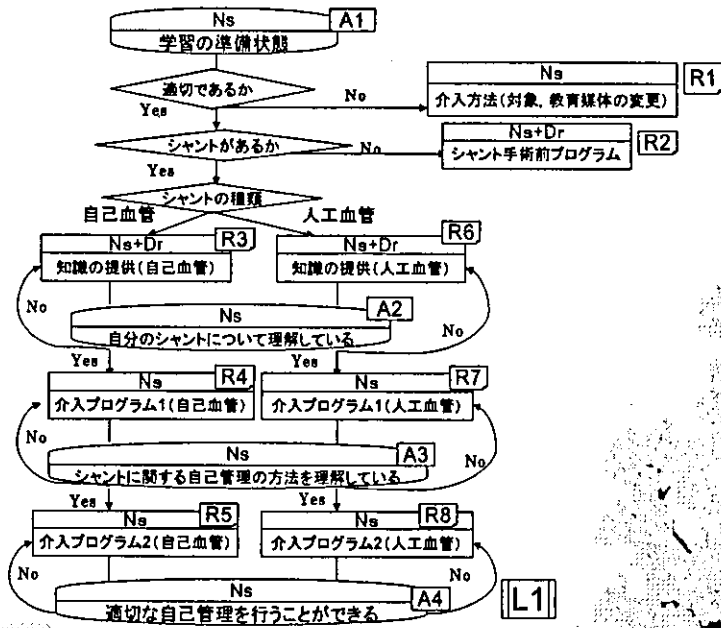 Ns A1
学習の準備状態
適切であるか
Yes No
Ns R1
介入方法(対象、教育媒体の変更)
シャントがあるか
Yes No
Ns+Dr R2
シャント手術前プログラム
シャントの種類
自己血管 人工血管
Ns+Dr R3
知識の提供(自己血管)
Ns+Dr R6
知識の提供(人工血管)
No No
Ns A2
自分のシャントについて理解している
Yes Yes
Ns R4
介入プログラム1(自己血管)
Ns R7
介入プログラム1(人工血管)
No No
Ns A3
シャントに関する自己管理の方法を理解している
Yes Yes
Ns R5
介入プログラム2(自己血管)
Ns R8
介入プログラム2(人工血管)
No No
Ns A4
適切な自己管理を行うことができる
L1